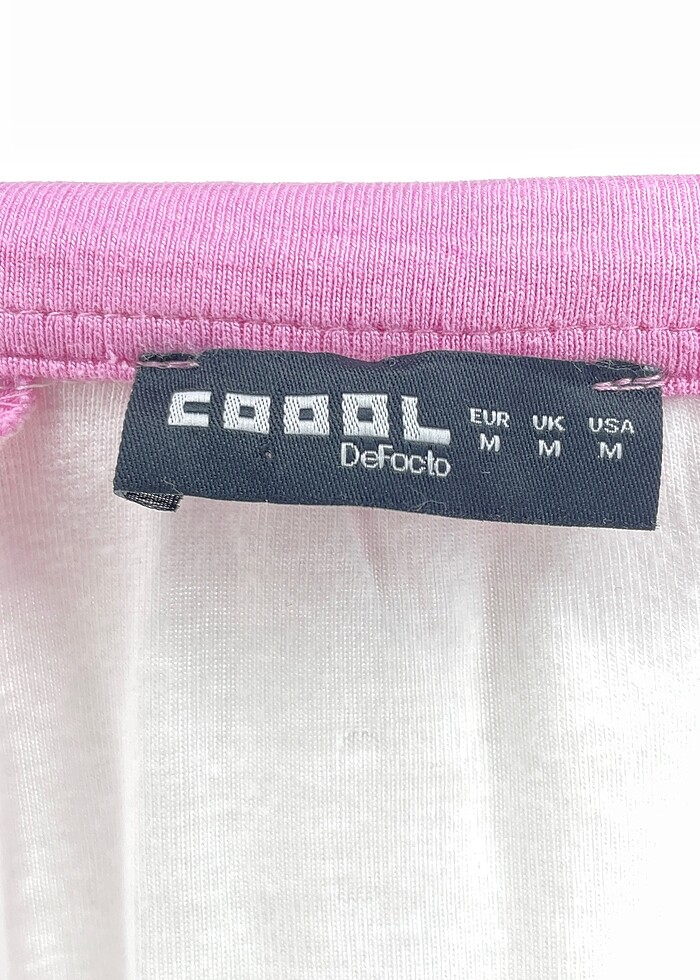 COOOL
DeFacto
EUR UK USA
M M M